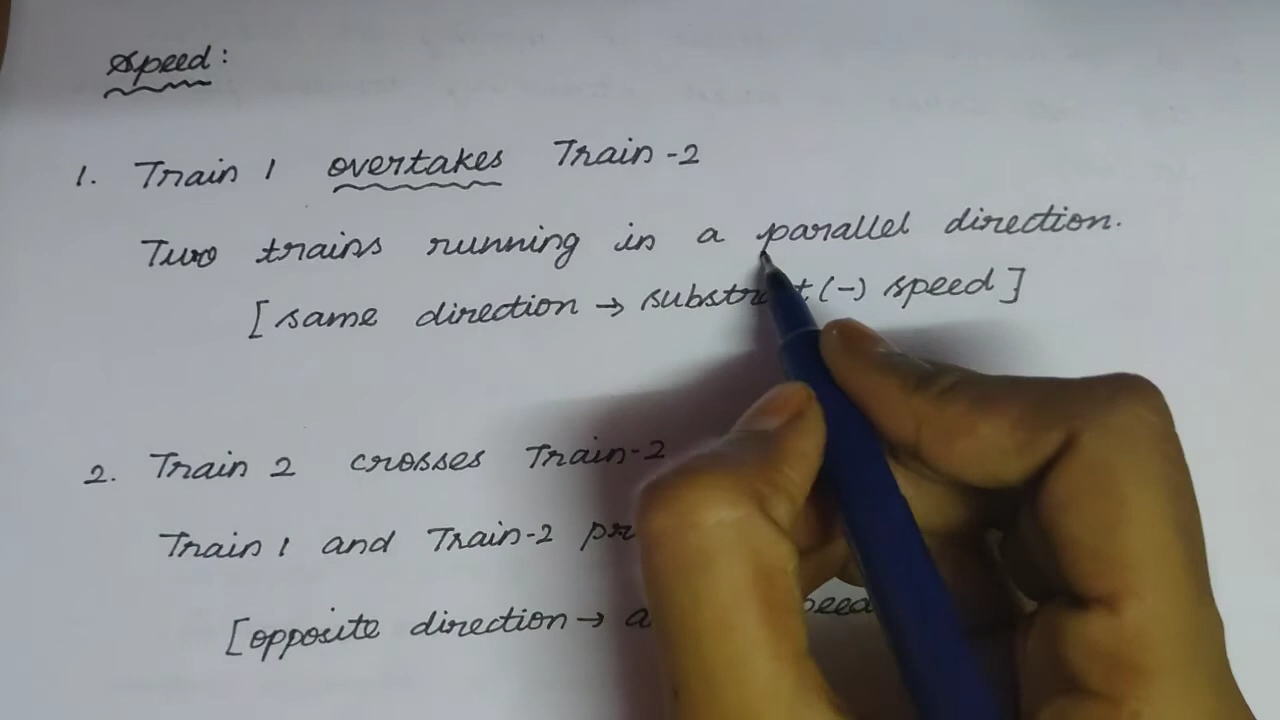 Speed:
1. Train 1 overtakes Train-2
Two trains running in a parallel direction.
[same direction → substract (-) speed]
2. Train 2 crosses Train-2
Train 1 and Train-2
[opposite direction →